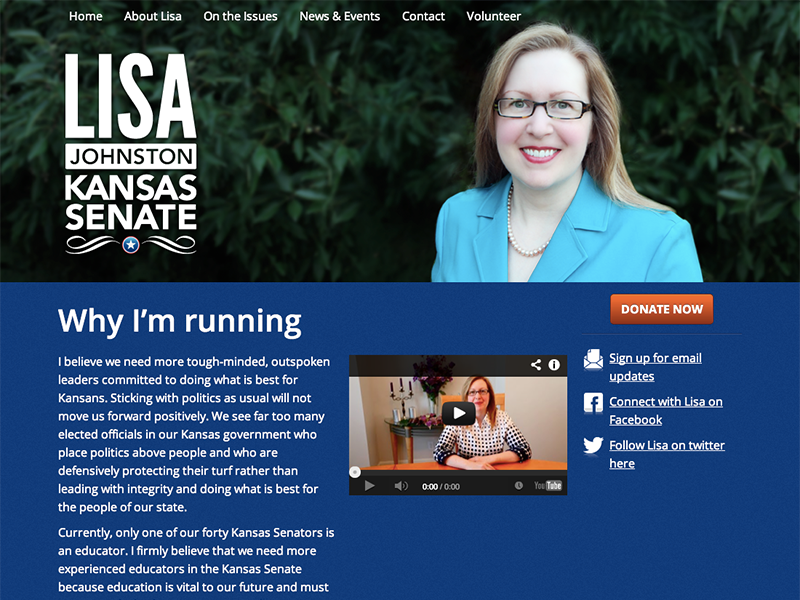 Home About Lisa On the Issues News & Events Contact Volunteer
LISA
JOHNSTON
KANSAS
SENATE
Why I'm running
I believe we need more tough-minded, outspoken
leaders committed to doing what is best for
Kansans. Sticking with politics as usual will not
move us forward positively. We see far too many
elected officials in our Kansas government who
place politics above people and who are
defensively protecting their turf rather than
leading with integrity and doing what is best for
the people of our state.
Currently, only one of our forty Kansas Senators is
an educator. I firmly believe that we need more
experienced educators in the Kansas Senate
because education is vital to our future and must
0:00 / 0:00
YouTube
DONATE NOW
Sign up for email
updates
Connect with Lisa on
Facebook
Follow Lisa on twitter
here